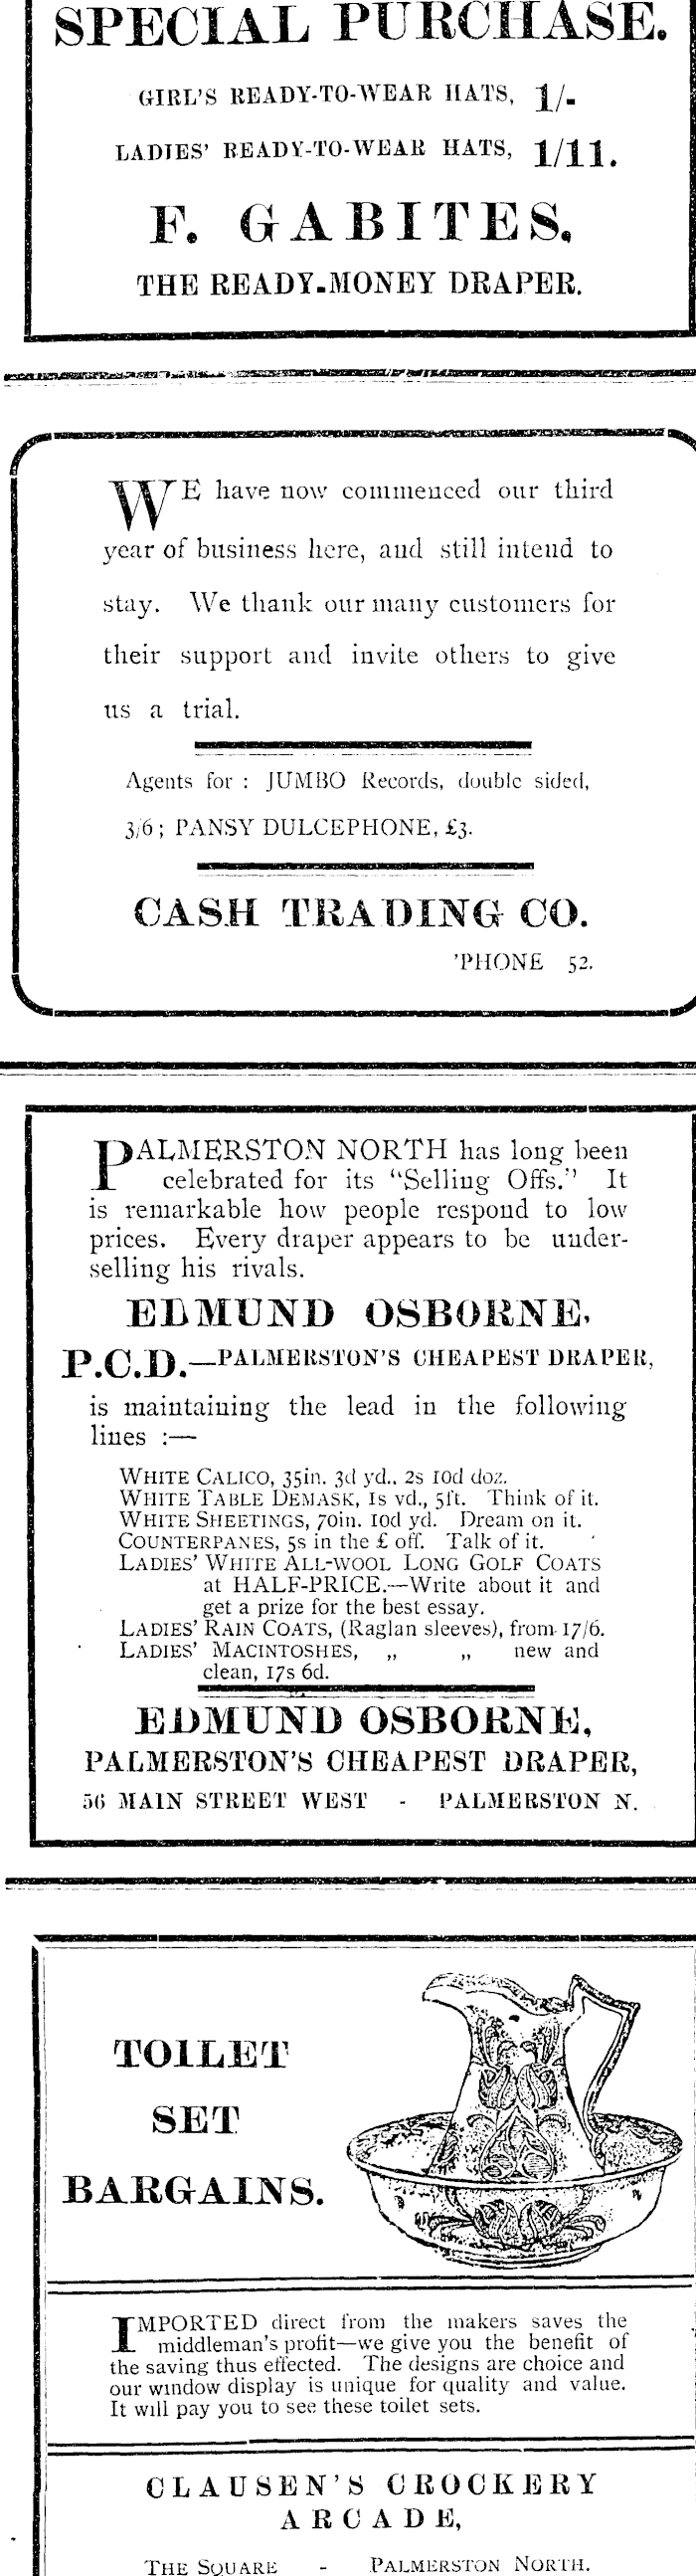 SPECIAL PURCHASE.
GIRL'S READY-TO-WEAR HATS, 1/-
LADIES' READY-TO-WEAR HATS, 1/11.
F. GABITES,
THE READY-MONEY DRAPER.
WE have now commenced our third
year of business here, and still intend to
stay. We thank our many customers for
their support and invite others to give
us a trial.
Agents for : JUMBO Records, double sided,
3/6 ; PANSY DULCEPHONE, £3.
CASH TRADING CO.
'PHONE 52.
PALMERSTON NORTH has long been
celebrated for its "Selling Offs." It
is remarkable how people respond to low
prices. Every draper appears to be under-
selling his rivals.
EDMUND OSBORNE,
P.C.D.—PALMERSTON'S CHEAPEST DRAPER,
is maintaining the lead in the following
lines :—
WHITE CALICO, 35in. 3d yd., 2s 10d doz.
WHITE TABLE DEMASK, 1s yd., 5ft. Think of it.
WHITE SHEETINGS, 70in. 10d yd. Dream on it.
COUNTERPANES, 5s in the £ off. Talk of it.
LADIES' WHITE ALL-WOOL LONG GOLF COATS
at HALF-PRICE.—Write about it and
get a prize for the best essay.
LADIES' RAIN COATS, (Raglan sleeves), from 17/6.
LADIES' MACINTOSHES, „ „ new and
clean, 17s 6d.
EDMUND OSBORNE,
PALMERSTON'S CHEAPEST DRAPER,
56 MAIN STREET WEST - PALMERSTON N.
TOILET
SET
BARGAINS.
IMPORTED direct from the makers saves the
middleman's profit—we give you the benefit of
the saving thus effected. The designs are choice and
our window display is unique for quality and value.
It will pay you to see these toilet sets.
CLAUSEN'S CROCKERY
ARCADE,
THE SQUARE - PALMERSTON NORTH.